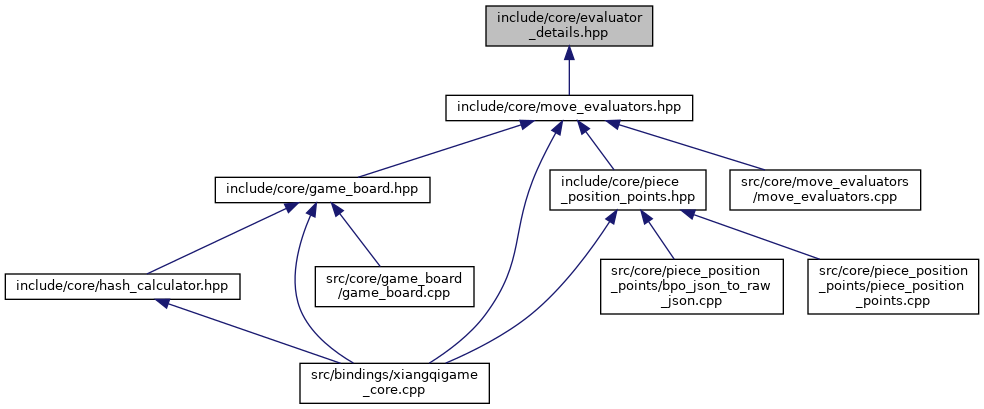 include/core/evaluator
_details.hpp
include/core/move_evaluators.hpp
include/core/game_board.hpp
include/core/piece
_position_points.hpp
src/core/move_evaluators
/move_evaluators.cpp
include/core/hash_calculator.hpp
src/core/game_board
/game_board.cpp
src/core/piece_position
_points/bpo_json_to_raw
_json.cpp
src/core/piece_position
_points/piece_position
_points.cpp
src/bindings/xiangqigame
_core.cpp